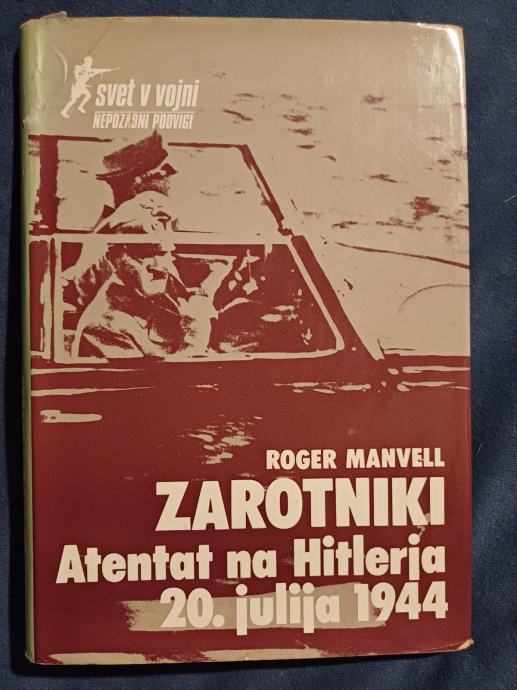 svet v vojni
NEPOZABNI PODVIGI
ROGER MANVELL
ZAROTNIKI
Atentat na Hitlerja
20. julija 1944